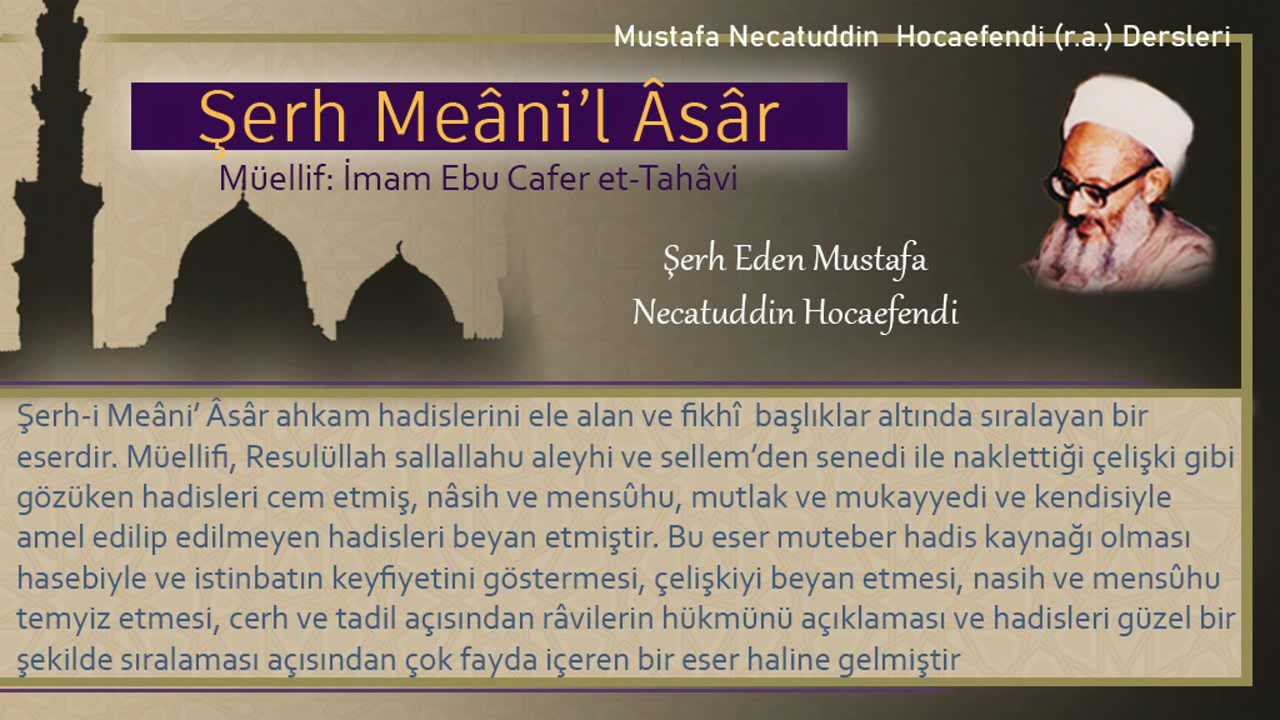 Mustafa Necatuddin Hocaefendi (r.a.) Dersleri
Şerh Meâni’l Âsâr
Müellif: İmam Ebu Cafer et-Tahâvi
Şerh Eden Mustafa
Necatuddin Hocaefendi
Şerh-i Meâni’ Âsâr ahkam hadislerini ele alan ve fıkhî başlıklar altında sıralayan bir
eserdir. Müellifi, Resulüllah sallallahu aleyhi ve sellem’den senedi ile naklettiği çelişki gibi
gözüken hadisleri cem etmiş, nâsih ve mensûhu, mutlak ve mukayyedi ve kendisiyle
amel edilip edilmeyen hadisleri beyan etmiştir. Bu eser muteber hadis kaynağı olması
hasebiyle ve istinbatın keyfiyetini göstermesi, çelişkiyi beyan etmesi, nasih ve mensûhu
temyiz etmesi, cerh ve tadil açısından râvilerin hükmünü açıklaması ve hadisleri güzel bir
şekilde sıralaması açısından çok fayda içeren bir eser haline gelmiştir